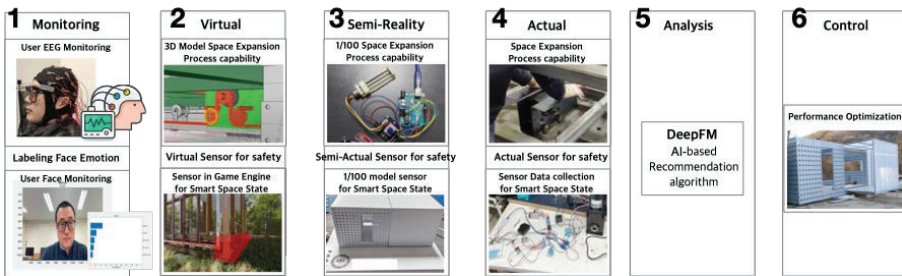 1 Monitoring
User EEG Monitoring
Labeling Face Emotion
User Face Monitoring
2 Virtual
3D Model Space Expansion
Process capability
Virtual Sensor for safety
Sensor in Game Engine
for Smart Space State
3 Semi-Reality
1/100 Space Expansion
Process capability
Semi-Actual Sensor for safety
1/100 model sensor
for Smart Space State
4 Actual
Space Expansion
Process capability
Actual Sensor for safety
Sensor Data collection
for Smart Space State
5 Analysis
DeepFM
AI-based
Recommendation
algorithm
6 Control
Performance Optimization